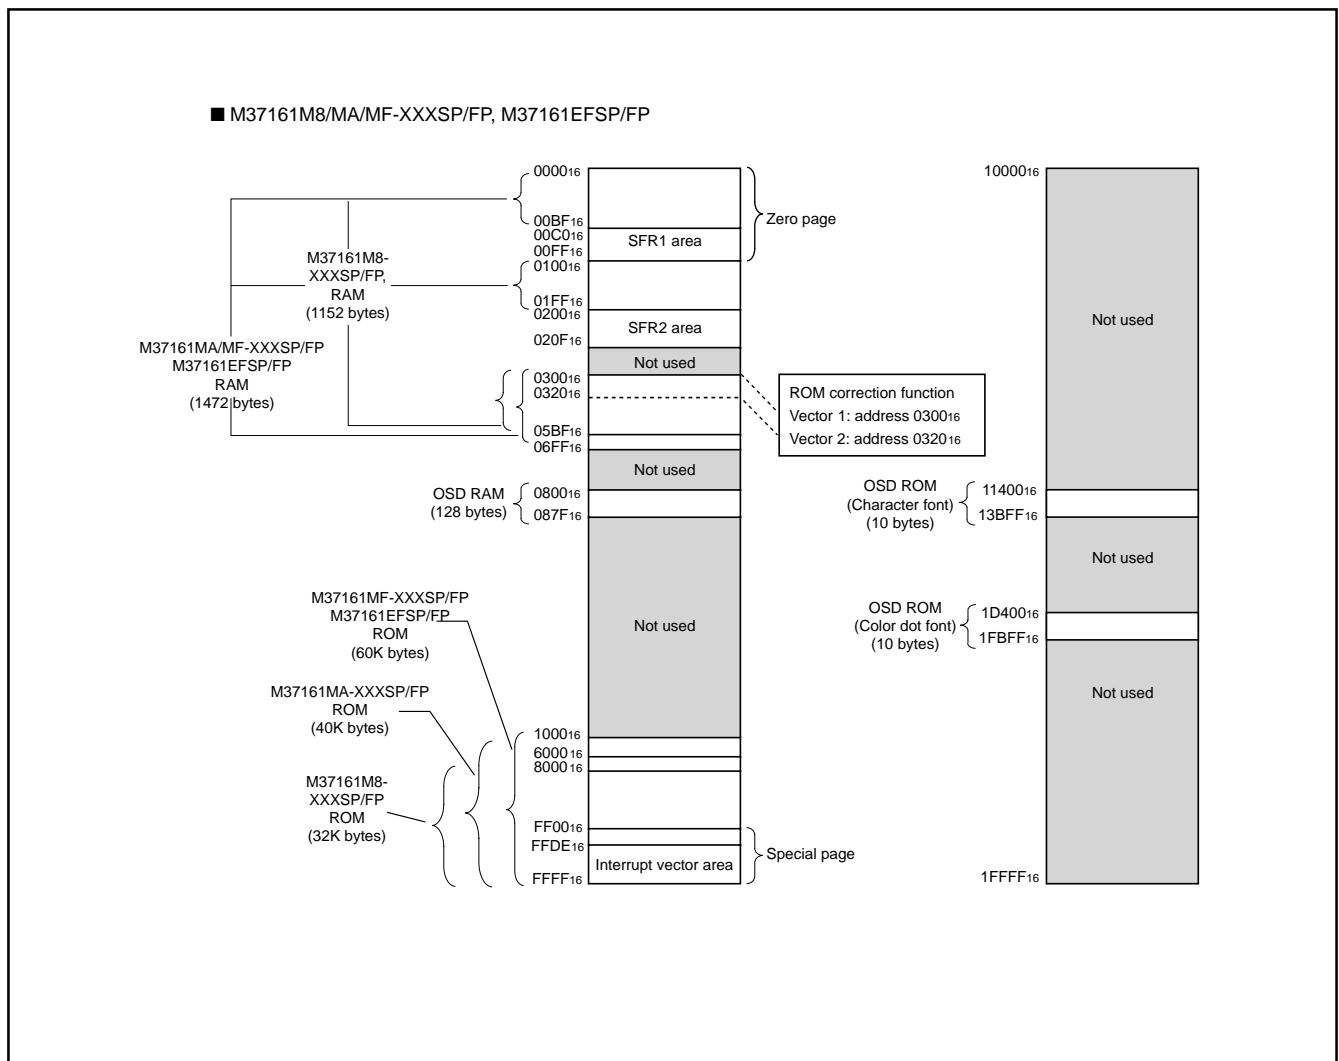 ■ M37161M8/MA/MF-XXXSP/FP, M37161EFSP/FP
000016
00BF16
00C016
00FF16
010016
01FF16
020016
020F16
030016
032016
05BF16
06FF16
080016
087F16
100016
600016
800016
FF0016
FFDE16
FFFF16
SFR1 area
SFR2 area
Not used
Not used
Not used
Interrupt vector area
Zero page
Special page
M37161M8-
XXXSP/FP,
RAM
(1152 bytes)
M37161MA/MF-XXXSP/FP
M37161EFSP/FP
RAM
(1472 bytes)
ROM correction function
Vector 1: address 030016
Vector 2: address 032016
OSD RAM
(128 bytes)
M37161MF-XXXSP/FP
M37161EFSP/FP
ROM
(60K bytes)
M37161MA-XXXSP/FP
ROM
(40K bytes)
M37161M8-
XXXSP/FP
ROM
(32K bytes)
1000016
Not used
OSD ROM
(Character font)
(10 bytes)
1140016
13BFF16
Not used
OSD ROM
(Color dot font)
(10 bytes)
1D40016
1FBFF16
Not used
1FFFF16